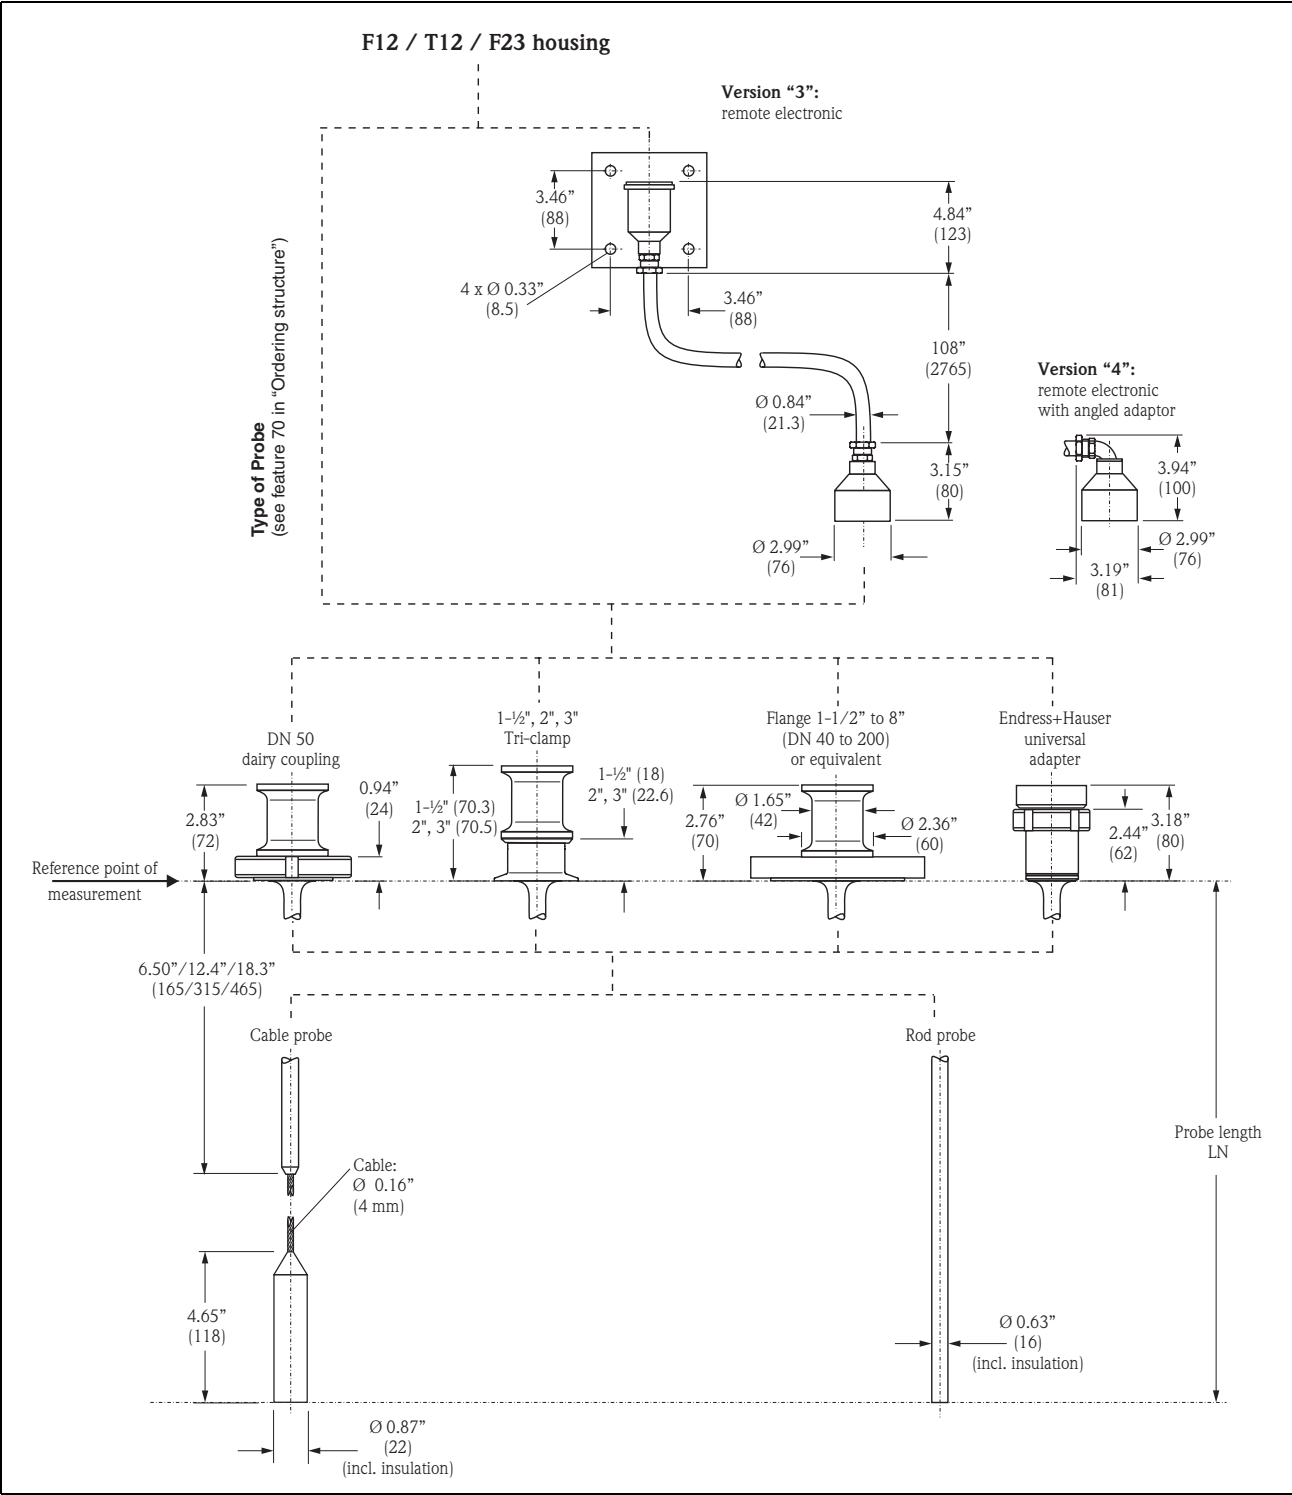 F12 / T12 / F23 housing
Version “3”:
remote electronic
3.46”
(88)
4.84”
(123)
4 x Ø 0.33”
(8.5)
3.46”
(88)
108”
(2765)
Type of Probe
(see feature 70 in “Ordering structure”)
Version “4”:
remote electronic
with angled adaptor
Ø 0.84”
(21.3)
3.15”
(80)
3.94”
(100)
Ø 2.99”
(76)
Ø 2.99”
(76)
3.19”
(81)
DN 50
dairy coupling
1-½", 2", 3"
Tri-clamp
Flange 1-1/2” to 8”
(DN 40 to 200)
or equivalent
Endress+Hauser
universal
adapter
2.83”
(72)
0.94”
(24)
1-½" (70.3)
2", 3" (70.5)
1-½" (18)
2", 3" (22.6)
2.76”
(70)
Ø 1.65”
(42)
Ø 2.36”
(60)
2.44”
(62)
3.18”
(80)
Reference point of
measurement
6.50”/12.4”/18.3”
(165/315/465)
Cable probe
Rod probe
Probe length
LN
Cable:
Ø 0.16”
(4 mm)
4.65”
(118)
Ø 0.63”
(16)
(incl. insulation)
Ø 0.87”
(22)
(incl. insulation)